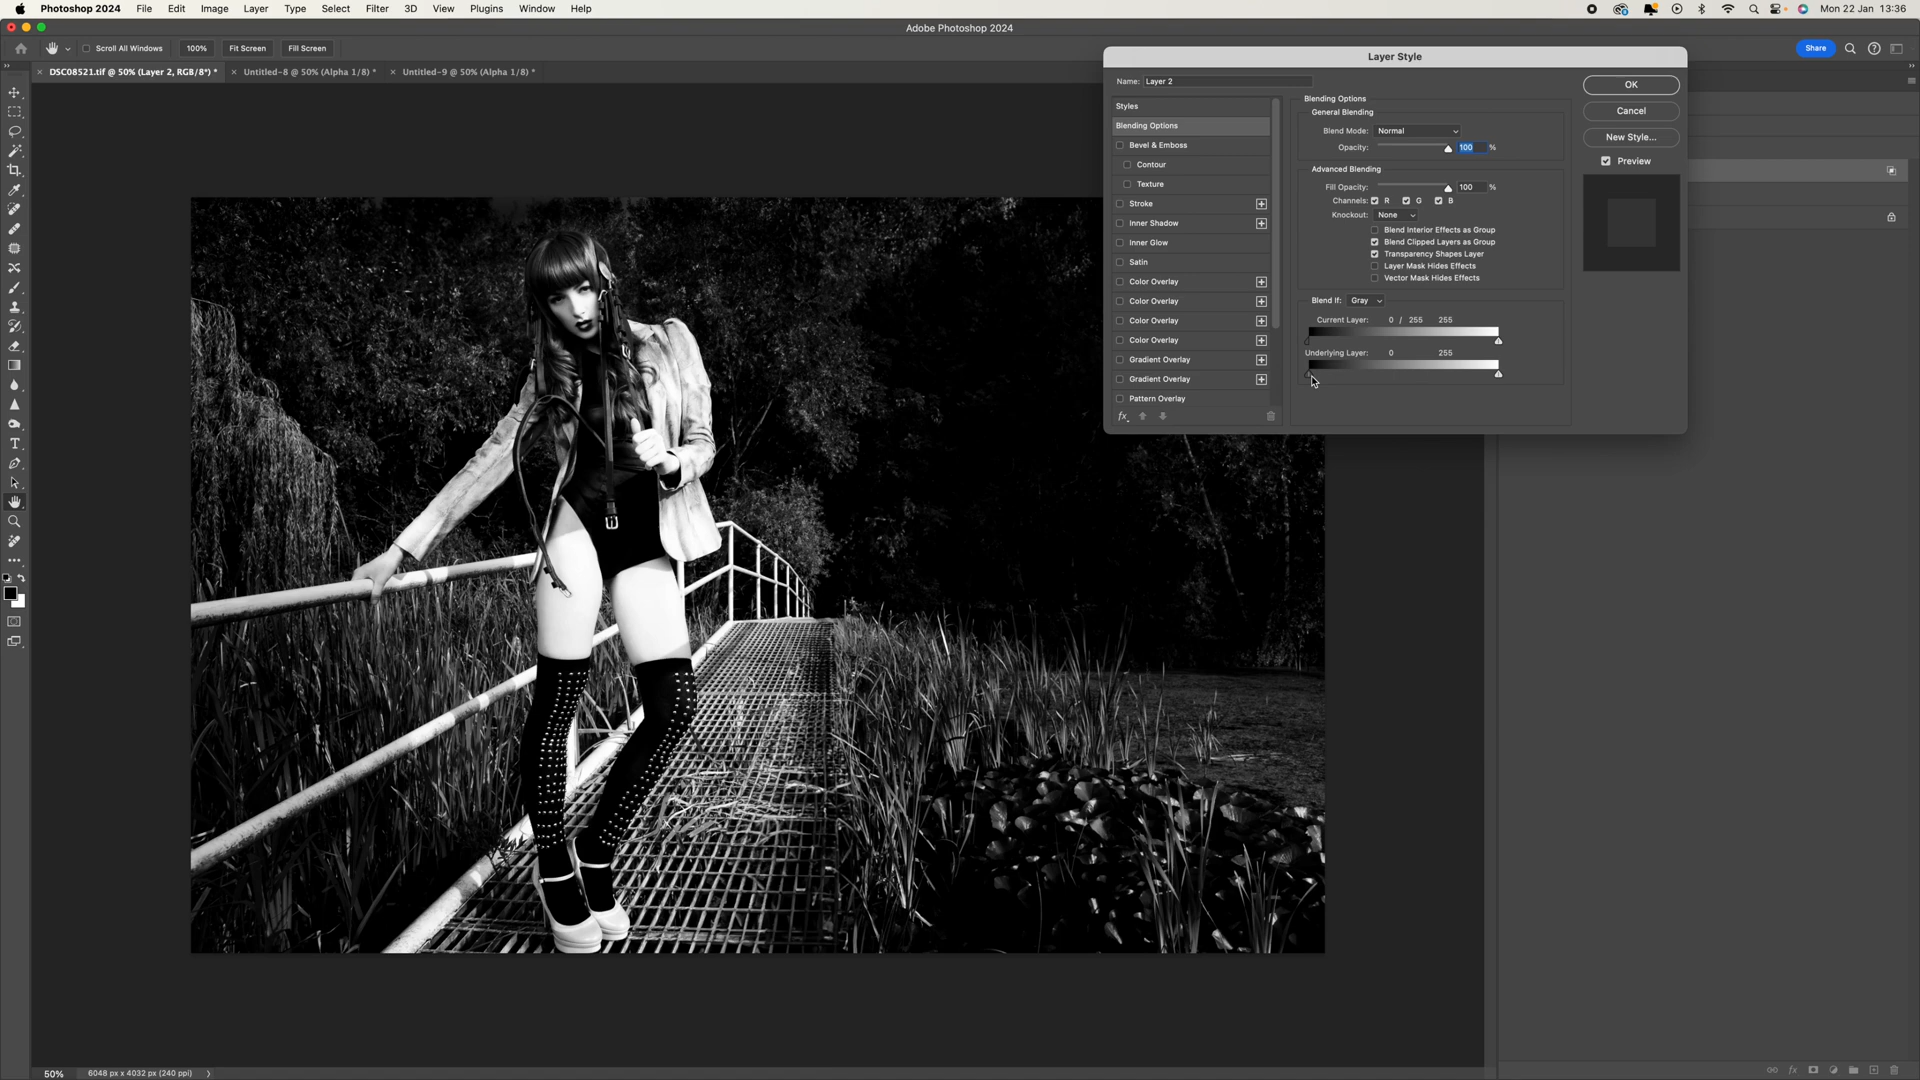 Photoshop 2024 File Edit Image Layer Type Select Filter 3D View Plugins Window Help Mon 22 Jan 13:36
Adobe Photoshop 2024
Scroll All Windows 100% Fit Screen Fill Screen Share
DSC08521.tif @ 50% (Layer 2, RGB/8*) * Untitled-8 @ 50% (Alpha 1/8) * Untitled-9 @ 50% (Alpha 1/8) *
Layer Style
Name: Layer 2
Styles
Blending Options
Bevel & Emboss
Contour
Texture
Stroke
Inner Shadow
Inner Glow
Satin
Color Overlay
Color Overlay
Color Overlay
Color Overlay
Gradient Overlay
Gradient Overlay
Pattern Overlay
fx
Blending Options
General Blending
Blend Mode: Normal
Opacity: 100 %
Advanced Blending
Fill Opacity: 100 %
Channels: R G B
Knockout: None
Blend Interior Effects as Group
Blend Clipped Layers as Group
Transparency Shapes Layer
Layer Mask Hides Effects
Vector Mask Hides Effects
Blend If: Gray
Current Layer: 0 / 255 255
Underlying Layer: 0 255
OK
Cancel
New Style...
Preview
50% 6048 px x 4032 px (240 ppi)
fx